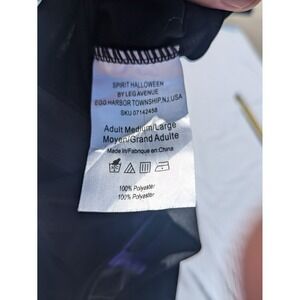 SPIRIT HALLOWEEN
BY LEG AVENUE
EGG HARBOR TOWNSHIP, NJ, USA
SKU 07142458
Adult Medium/Large
Moyen/Grand Adulte
Made in/Fabriqué en:China
100% Polyester
100% Polyester